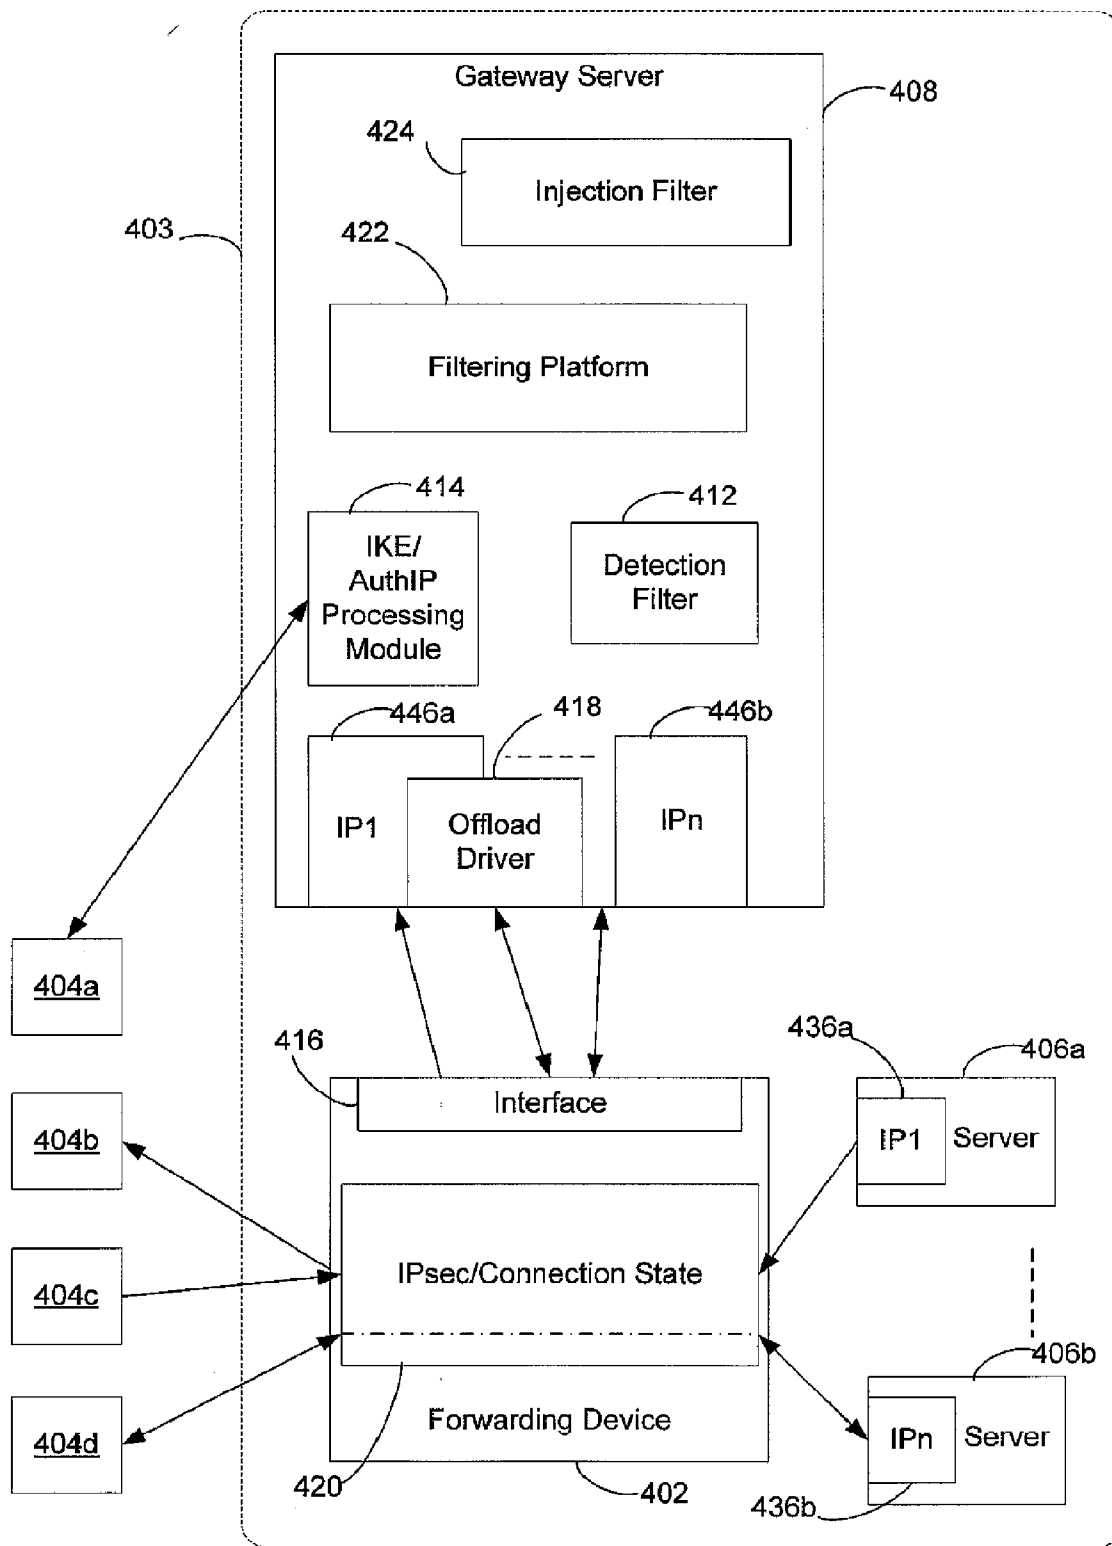 Gateway Server
408
424
Injection Filter
403
422
Filtering Platform
414
412
IKE/
AuthIP
Processing
Module
Detection
Filter
446a
418
446b
IP1
Offload
Driver
IPn
404a
416
436a
406a
Interface
404b
IP1
Server
IPsec/Connection State
404c
406b
404d
Forwarding Device
IPn
Server
420
402
436b